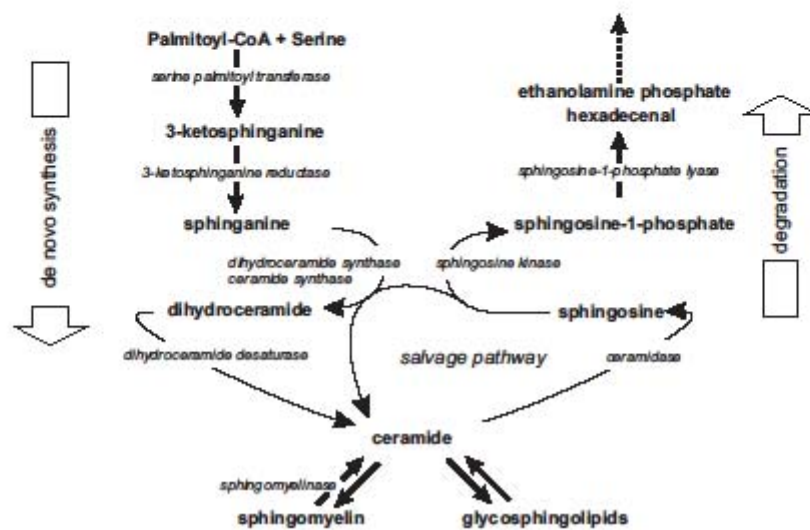 Palmitoyl-CoA + Serine
serine palmitoyl transferase
3-ketosphinganine
3-ketosphinganine reductase
sphinganine
dihydroceramide synthase
ceramide synthase
dihydroceramide
dihydroceramide desaturase
de novo synthesis
ethanolamine phosphate
hexadecenal
sphingosine-1-phosphate lyase
sphingosine-1-phosphate
sphingosine kinase
sphingosine
ceramidase
degradation
salvage pathway
ceramide
sphingomyelinase
sphingomyelin
glycosphingolipids